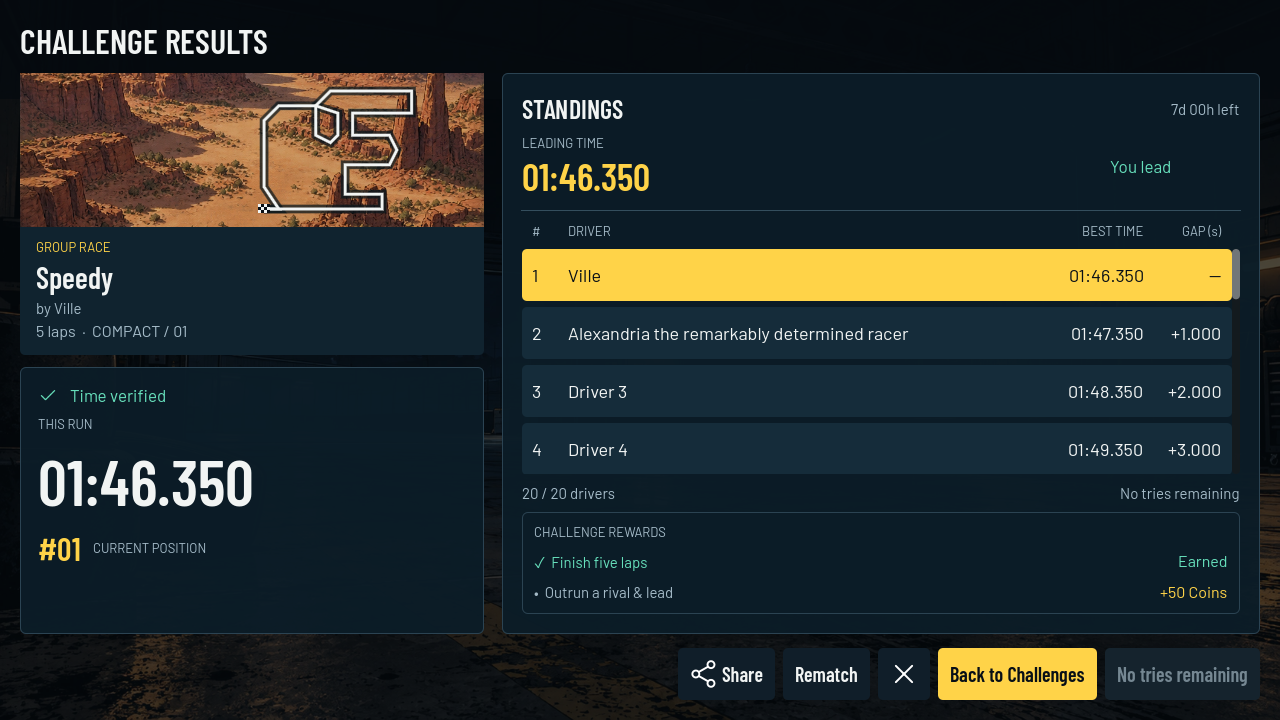 CHALLENGE RESULTS
GROUP RACE
Speedy
by Ville
5 laps · COMPACT / 01
✓ Time verified
THIS RUN
01:46.350
#01 CURRENT POSITION
STANDINGS
7d 00h left
LEADING TIME
01:46.350
You lead
# DRIVER BEST TIME GAP (s)
1 Ville 01:46.350 —
2 Alexandria the remarkably determined racer 01:47.350 +1.000
3 Driver 3 01:48.350 +2.000
4 Driver 4 01:49.350 +3.000
20 / 20 drivers No tries remaining
CHALLENGE REWARDS
✓ Finish five laps Earned
• Outrun a rival & lead +50 Coins
Share Rematch Back to Challenges No tries remaining